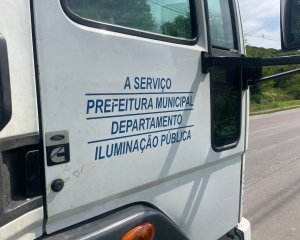 A SERVIÇO
PREFEITURA MUNICIPAL
DEPARTAMENTO
ILUMINAÇÃO PÚBLICA